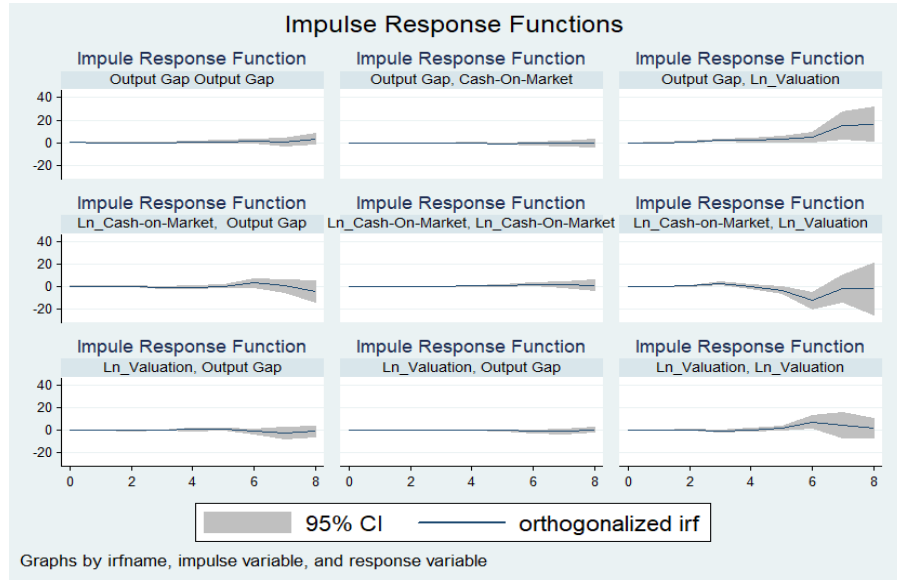 Impulse Response Functions
Impule Response Function Impule Response Function Impule Response Function
Output Gap Output Gap Output Gap, Cash-On-Market Output Gap, Ln_Valuation
40
20
0
-20
Impule Response Function Impule Response Function Impule Response Function
Ln_Cash-on-Market, Output Gap Ln_Cash-On-Market, Ln_Cash-On-Market Ln_Cash-on-Market, Ln_Valuation
40
20
0
-20
Impule Response Function Impule Response Function Impule Response Function
Ln_Valuation, Output Gap Ln_Valuation, Output Gap Ln_Valuation, Ln_Valuation
40
20
0
-20
0 2 4 6 8 0 2 4 6 8 0 2 4 6 8
95% CI orthogonalized irf
Graphs by irfname, impulse variable, and response variable